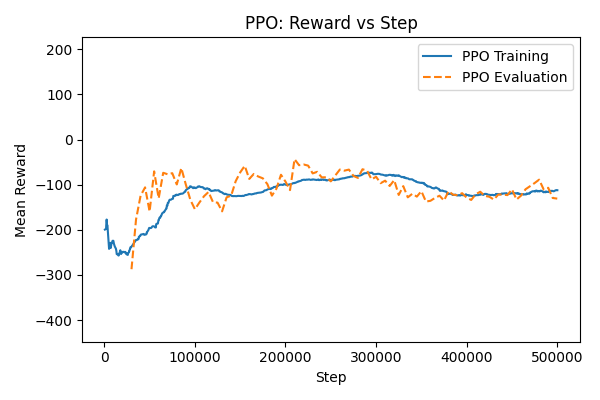 PPO: Reward vs Step
PPO Training
PPO Evaluation
Mean Reward
200
100
0
−100
−200
−300
−400
0 100000 200000 300000 400000 500000
Step